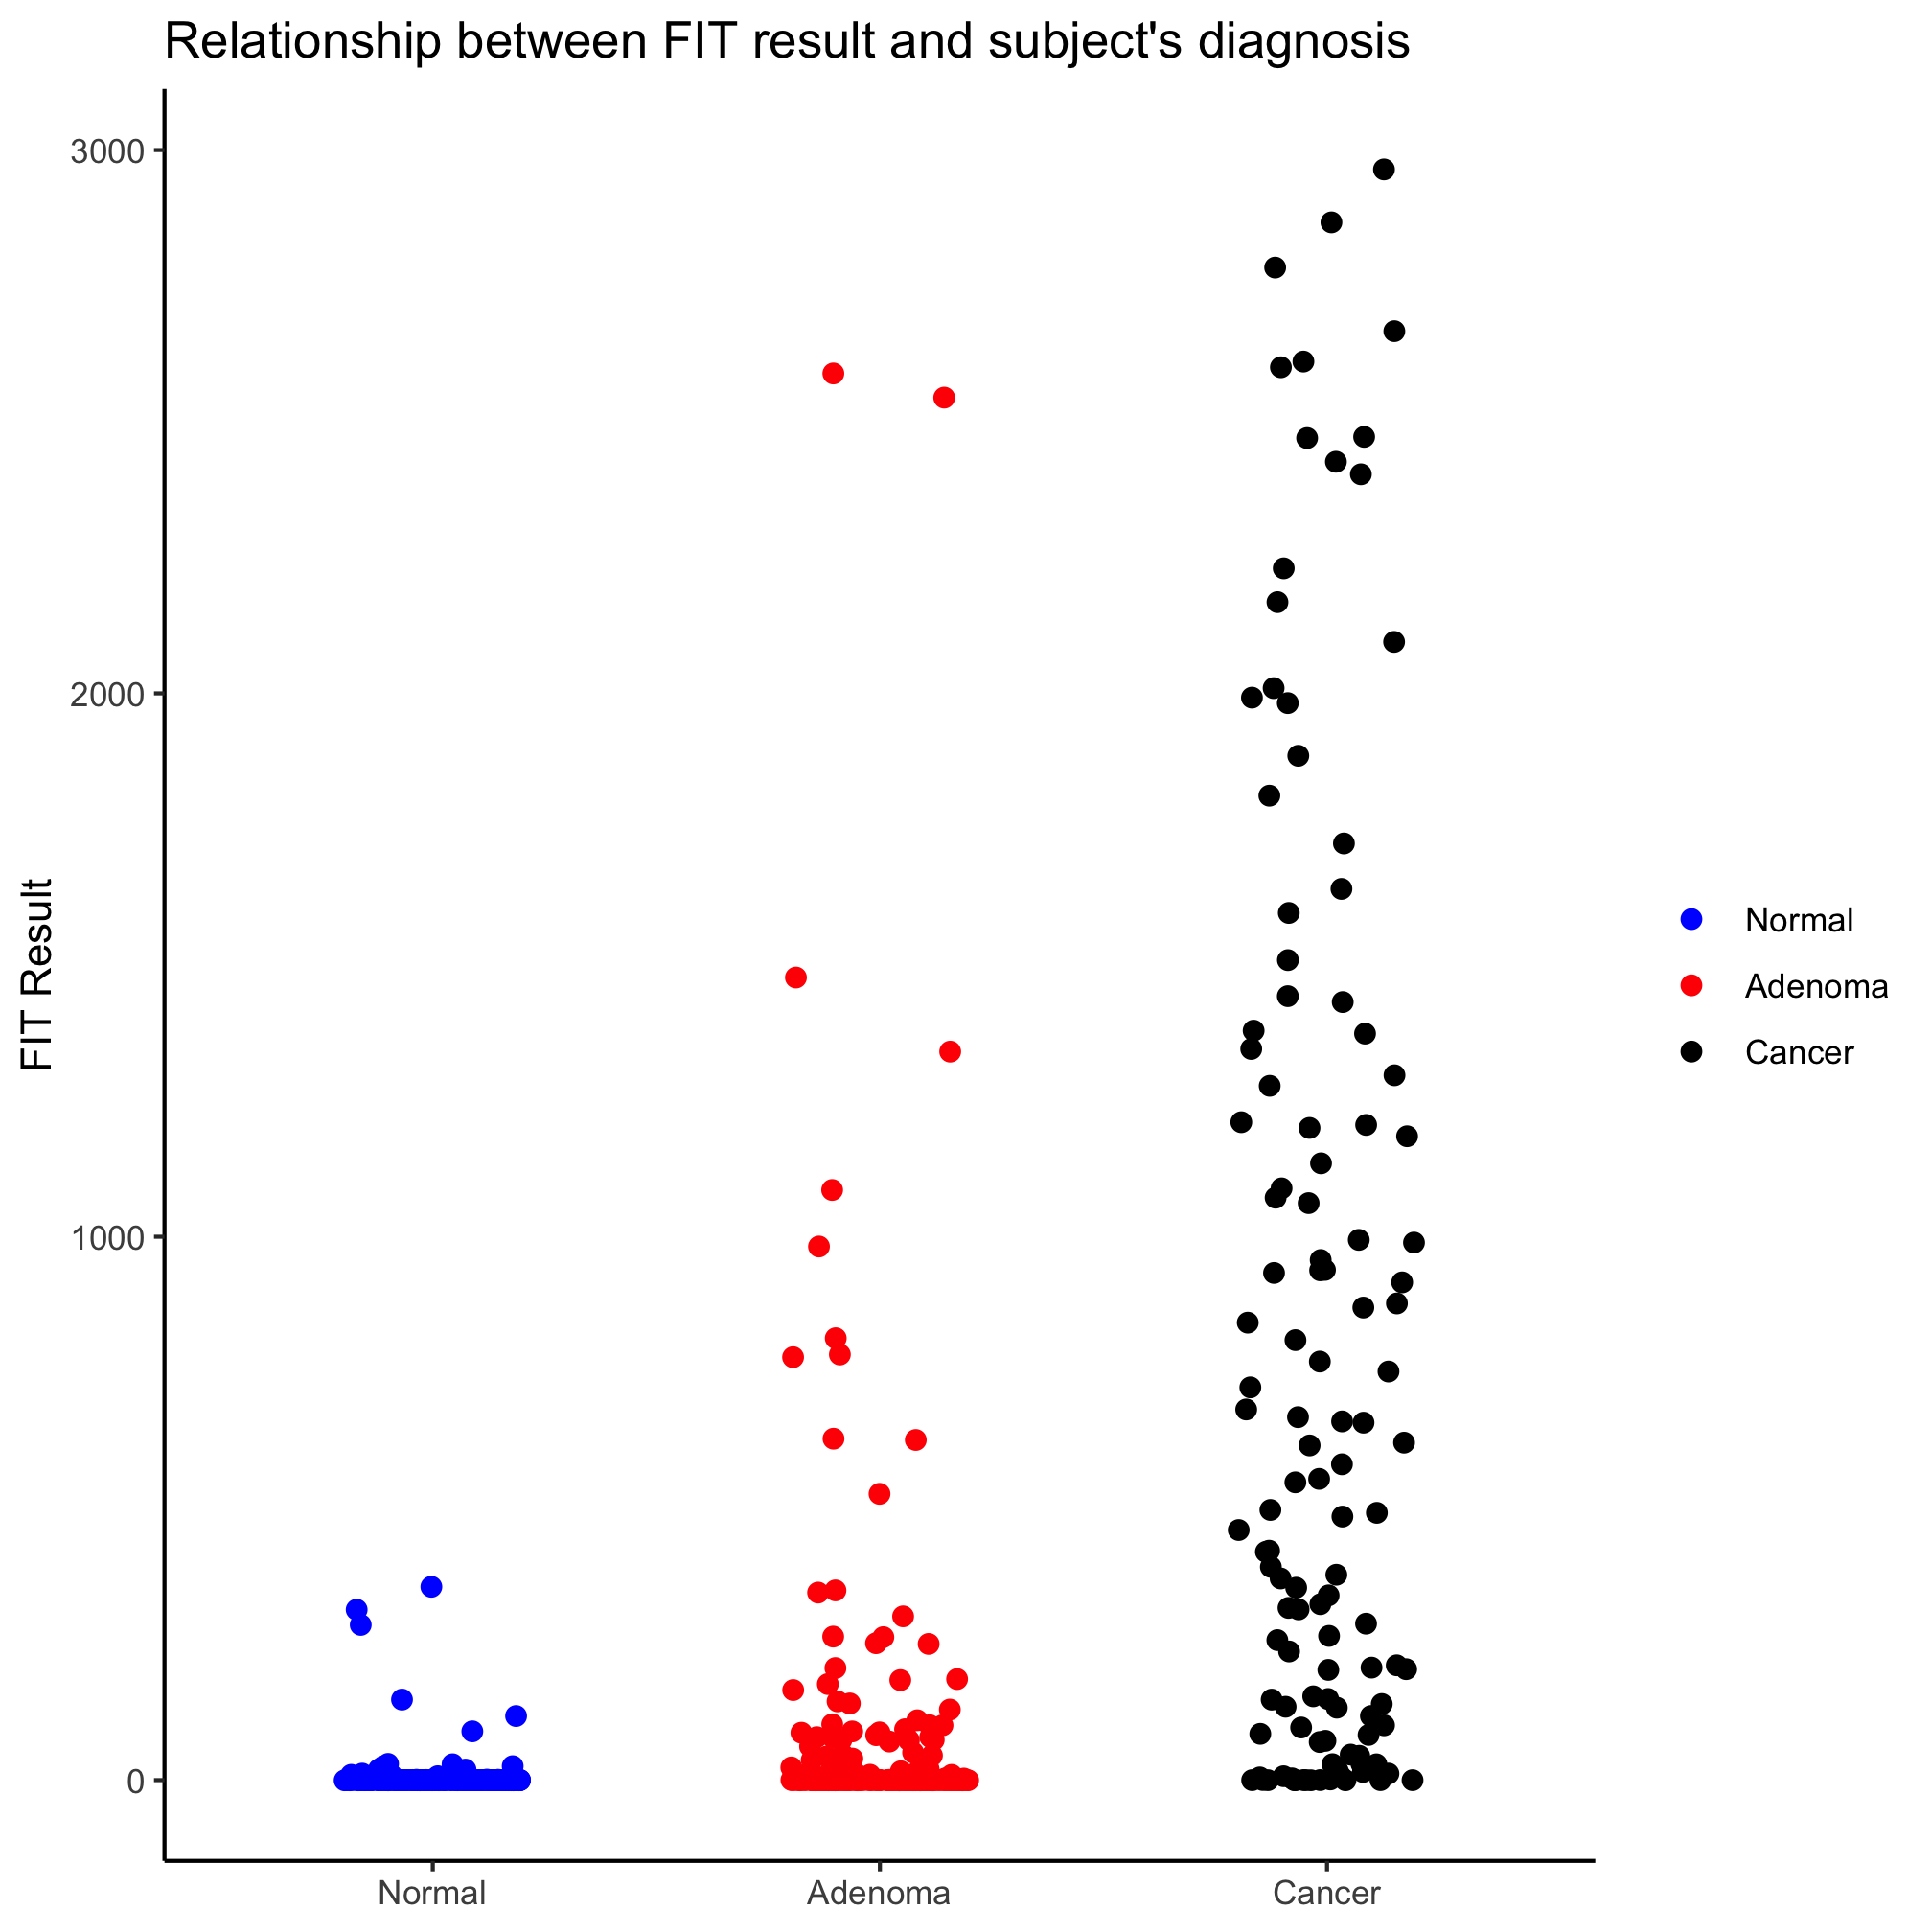 Relationship between FIT result and subject's diagnosis
3000
2000
1000
0
FIT Result
Normal
Adenoma
Cancer
Normal
Adenoma
Cancer